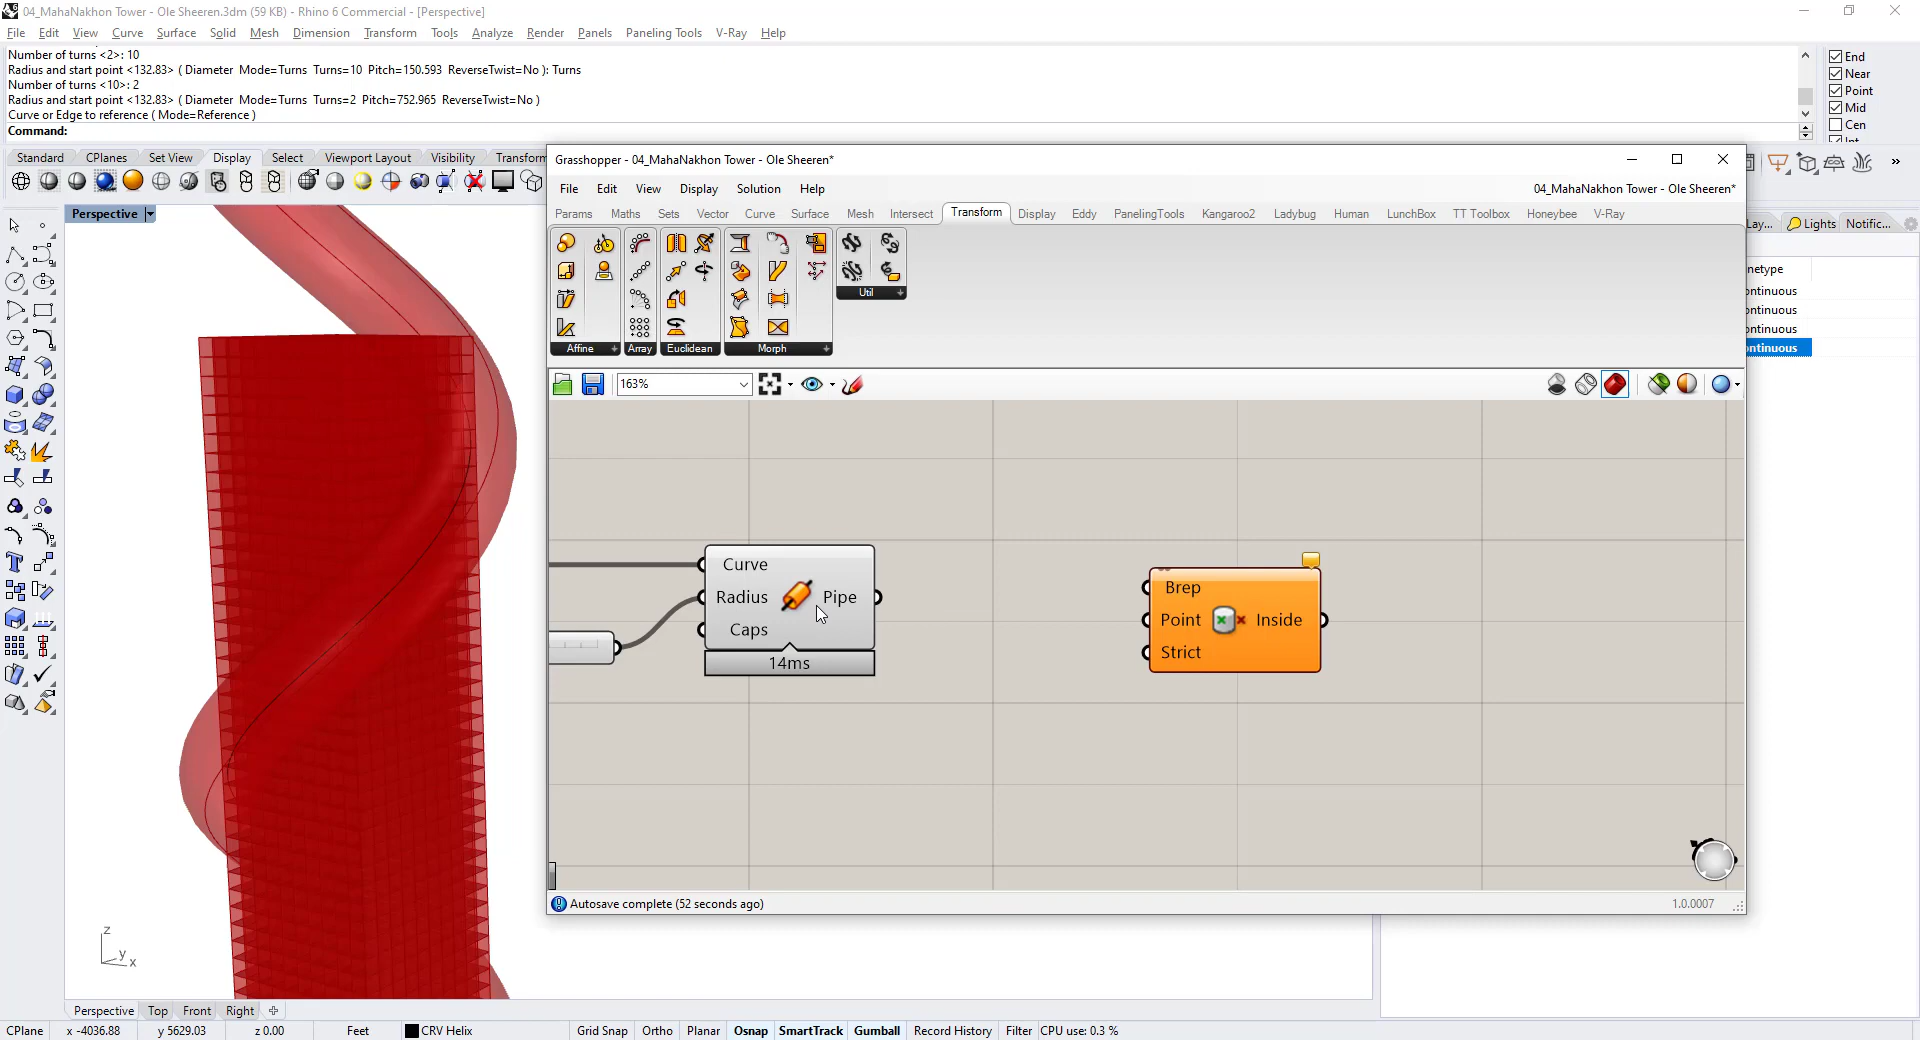 04_MahaNakhon Tower - Ole Sheeren.3dm (59 KB) - Rhino 6 Commercial - [Perspective]
File Edit View Curve Surface Solid Mesh Dimension Transform Tools Analyze Render Panels Paneling Tools V-Ray Help
Number of turns <2>: 10
Radius and start point <132.83> ( Diameter Mode=Turns Turns=10 Pitch=150.593 ReverseTwist=No ): Turns
Number of turns <10>: 2
Radius and start point <132.83> ( Diameter Mode=Turns Turns=2 Pitch=752.965 ReverseTwist=No )
Curve or Edge to reference ( Mode=Reference )
Command:
End
Near
Point
Mid
Cen
Standard CPlanes Set View Display Select Viewport Layout Visibility Transform
Perspective
Grasshopper - 04_MahaNakhon Tower - Ole Sheeren*
File Edit View Display Solution Help 04_MahaNakhon Tower - Ole Sheeren*
Params Maths Sets Vector Curve Surface Mesh Intersect Transform Display Eddy PanelingTools Kangaroo2 Ladybug Human LunchBox TT Toolbox Honeybee V-Ray
Util
Affine Array Euclidean Morph
163%
Lay... Lights Notific...
netype
ontinuous
ontinuous
ontinuous
ontinuous
Curve
Radius Pipe
Caps
14ms
Brep
Point Inside
Strict
Autosave complete (52 seconds ago) 1.0.0007
z
y
x
Perspective Top Front Right
CPlane x -4036.88 y 5629.03 z 0.00 Feet CRV Helix Grid Snap Ortho Planar Osnap SmartTrack Gumball Record History Filter CPU use: 0.3 %